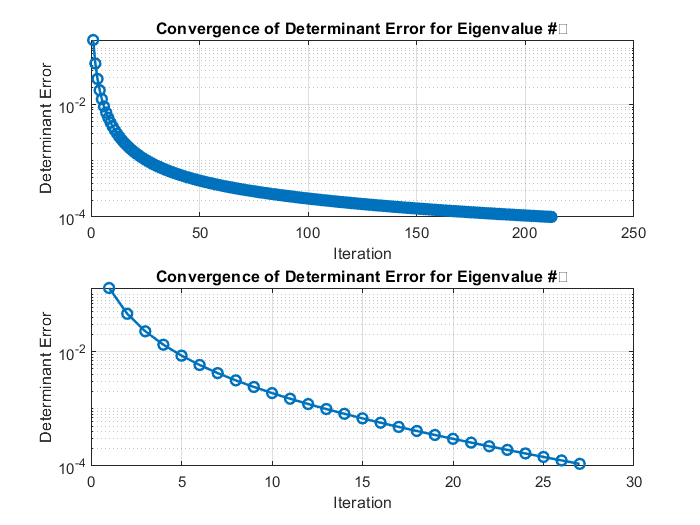 Convergence of Determinant Error for Eigenvalue #□
Determinant Error
10^-2
10^-4
0 50 100 150 200 250
Iteration
Convergence of Determinant Error for Eigenvalue #□
Determinant Error
10^-2
10^-4
0 5 10 15 20 25 30
Iteration